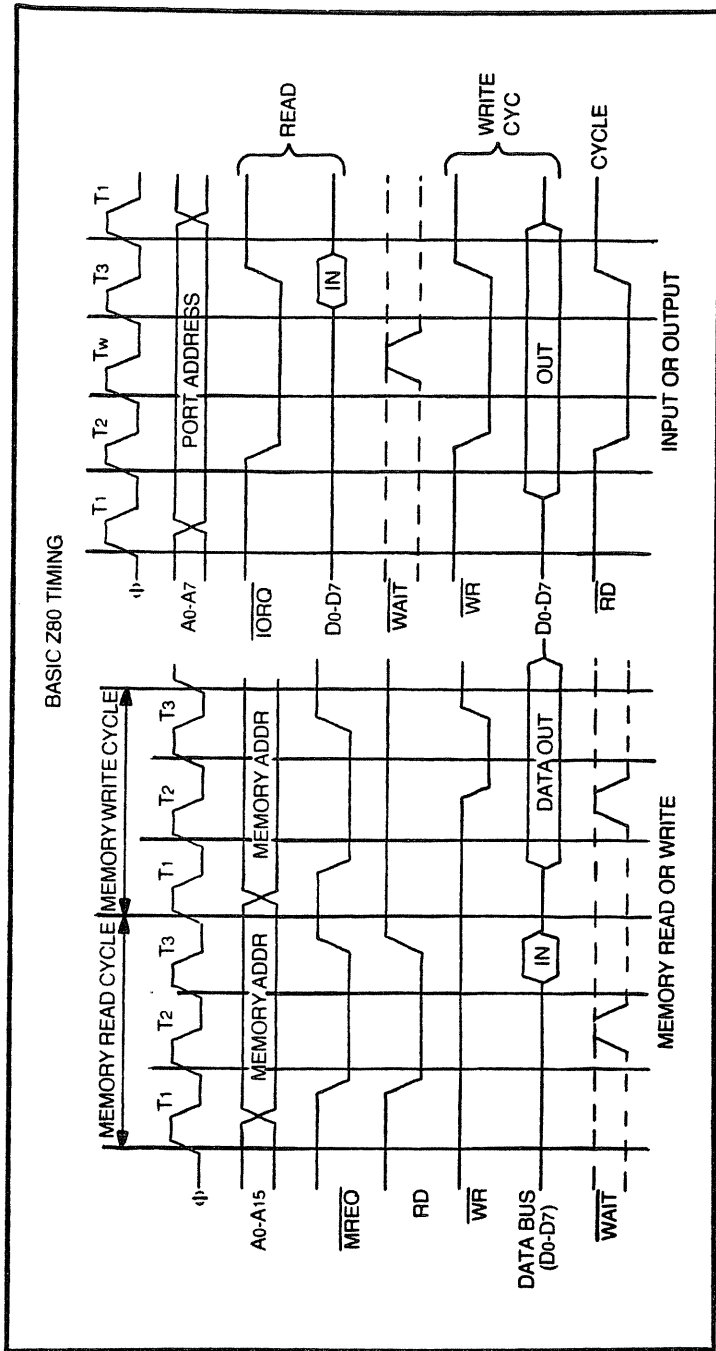 BASIC Z80 TIMING
MEMORY READ CYCLE
MEMORY WRITE CYCLE
T1
T2
T3
T1
T2
T3
Φ
A0-A15
MEMORY ADDR
MEMORY ADDR
MREQ
RD
WR
DATA BUS
(D0-D7)
IN
DATA OUT
WAIT
MEMORY READ OR WRITE
T1
T2
Tw
T3
T1
Φ
A0-A7
PORT ADDRESS
IORQ
D0-D7
IN
READ
WAIT
WR
D0-D7
OUT
WRITE
CYC
RD
CYCLE
INPUT OR OUTPUT